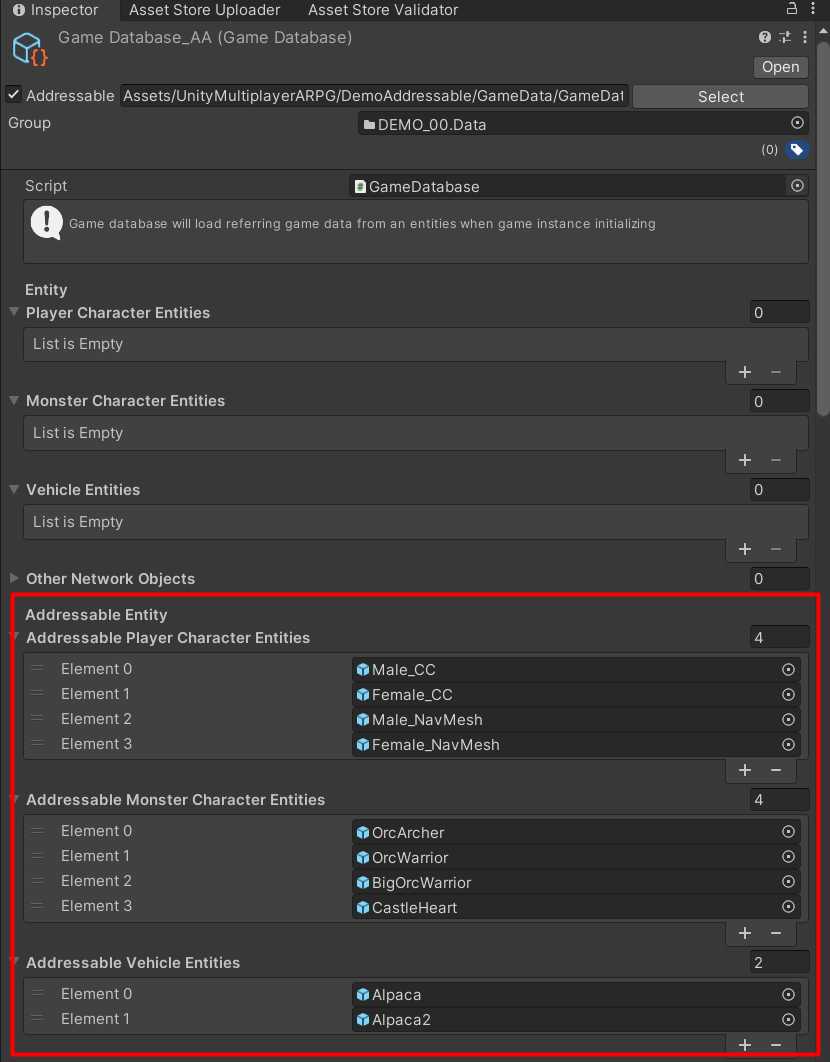 Inspector Asset Store Uploader Asset Store Validator
Game Database_AA (Game Database)
Open
Addressable Assets/UnityMultiplayerARPG/DemoAddressable/GameData/GameDat Select
Group DEMO_00.Data
(0)
Script GameDatabase
Game database will load referring game data from an entities when game instance initializing
Entity
Player Character Entities 0
List is Empty
+ −
Monster Character Entities 0
List is Empty
+ −
Vehicle Entities 0
List is Empty
+ −
Other Network Objects 0
Addressable Entity
Addressable Player Character Entities 4
Element 0 Male_CC
Element 1 Female_CC
Element 2 Male_NavMesh
Element 3 Female_NavMesh
+ −
Addressable Monster Character Entities 4
Element 0 OrcArcher
Element 1 OrcWarrior
Element 2 BigOrcWarrior
Element 3 CastleHeart
+ −
Addressable Vehicle Entities 2
Element 0 Alpaca
Element 1 Alpaca2
+ −